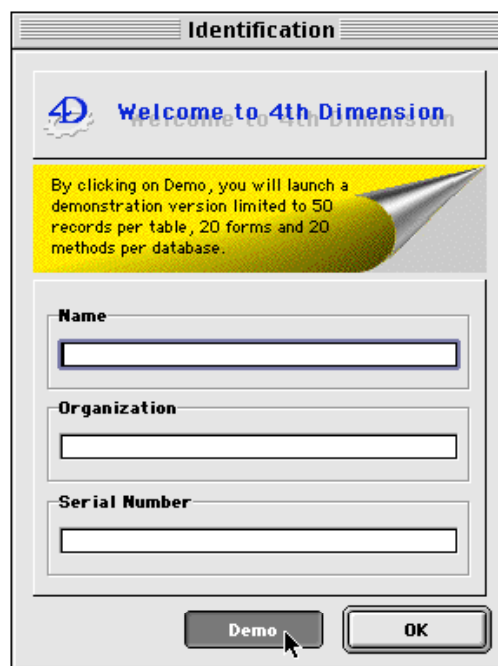 Identification
4D Welcome to 4th Dimension
By clicking on Demo, you will launch a
demonstration version limited to 50
records per table, 20 forms and 20
methods per database.
Name
Organization
Serial Number
Demo OK